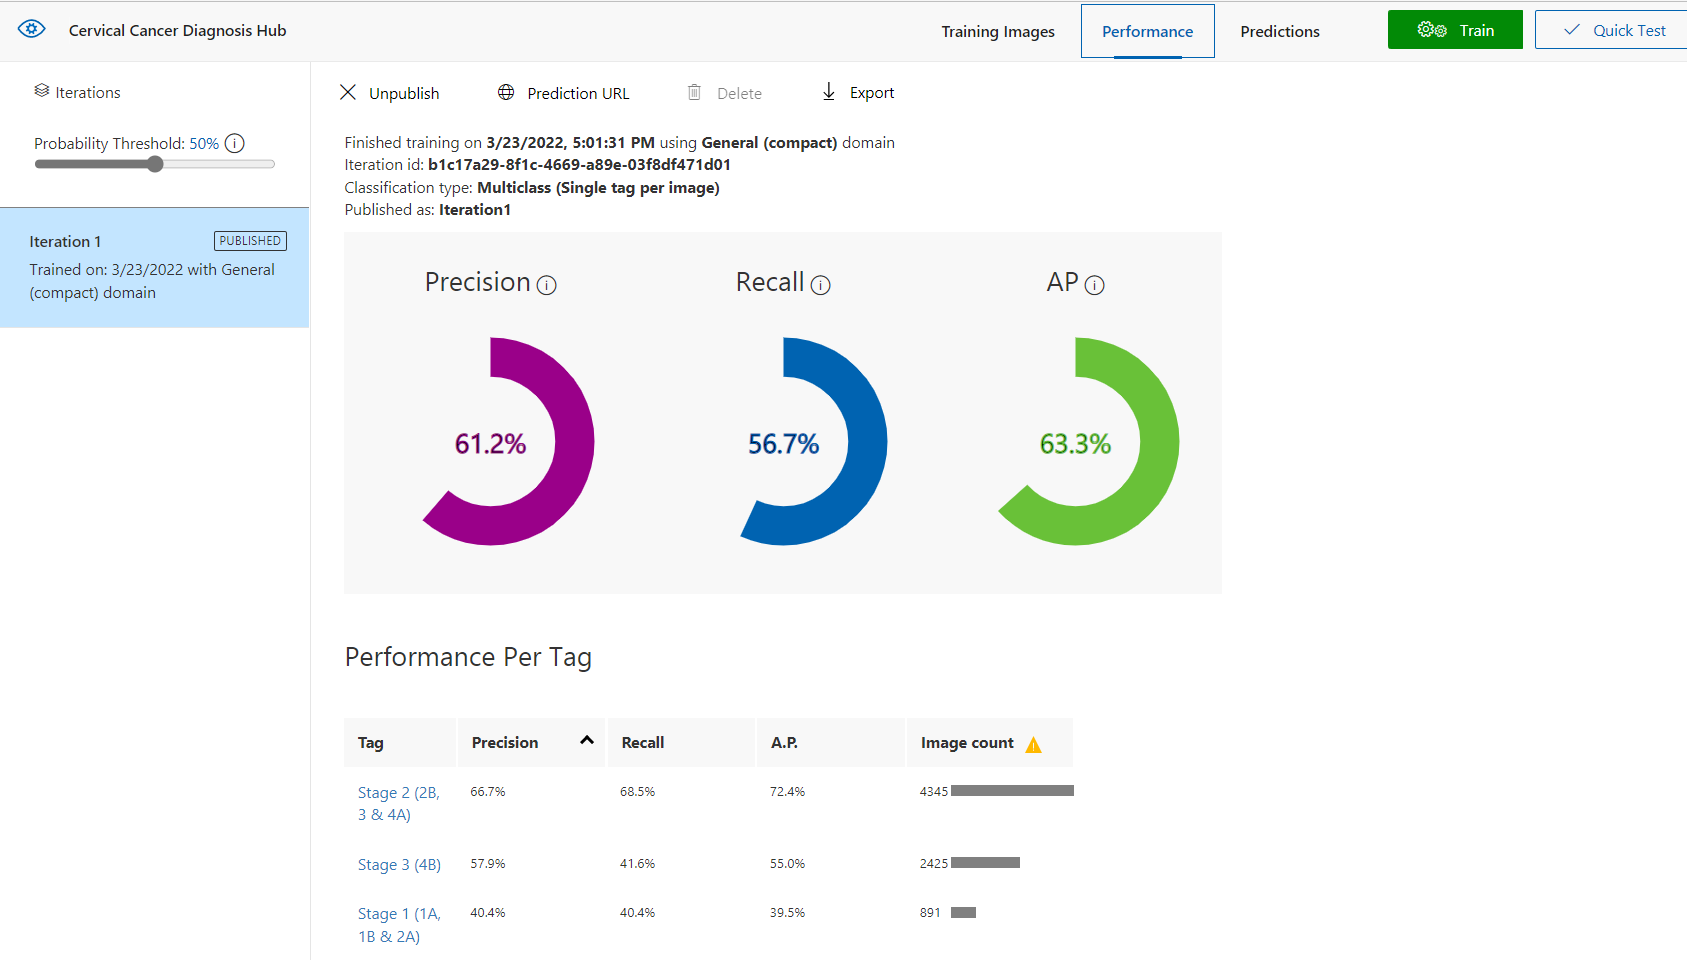 Cervical Cancer Diagnosis Hub
Training Images
Performance
Predictions
Train
Quick Test
Iterations
Unpublish
Prediction URL
Delete
Export
Probability Threshold: 50%
Finished training on 3/23/2022, 5:01:31 PM using General (compact) domain
Iteration id: b1c17a29-8f1c-4669-a89e-03f8df471d01
Classification type: Multiclass (Single tag per image)
Published as: Iteration1
Iteration 1
PUBLISHED
Trained on: 3/23/2022 with General
(compact) domain
Precision
Recall
AP
61.2%
56.7%
63.3%
Performance Per Tag
Tag Precision Recall A.P. Image count
Stage 2 (2B, 66.7% 68.5% 72.4% 4345
3 & 4A)
Stage 3 (4B) 57.9% 41.6% 55.0% 2425
Stage 1 (1A, 40.4% 40.4% 39.5% 891
1B & 2A)